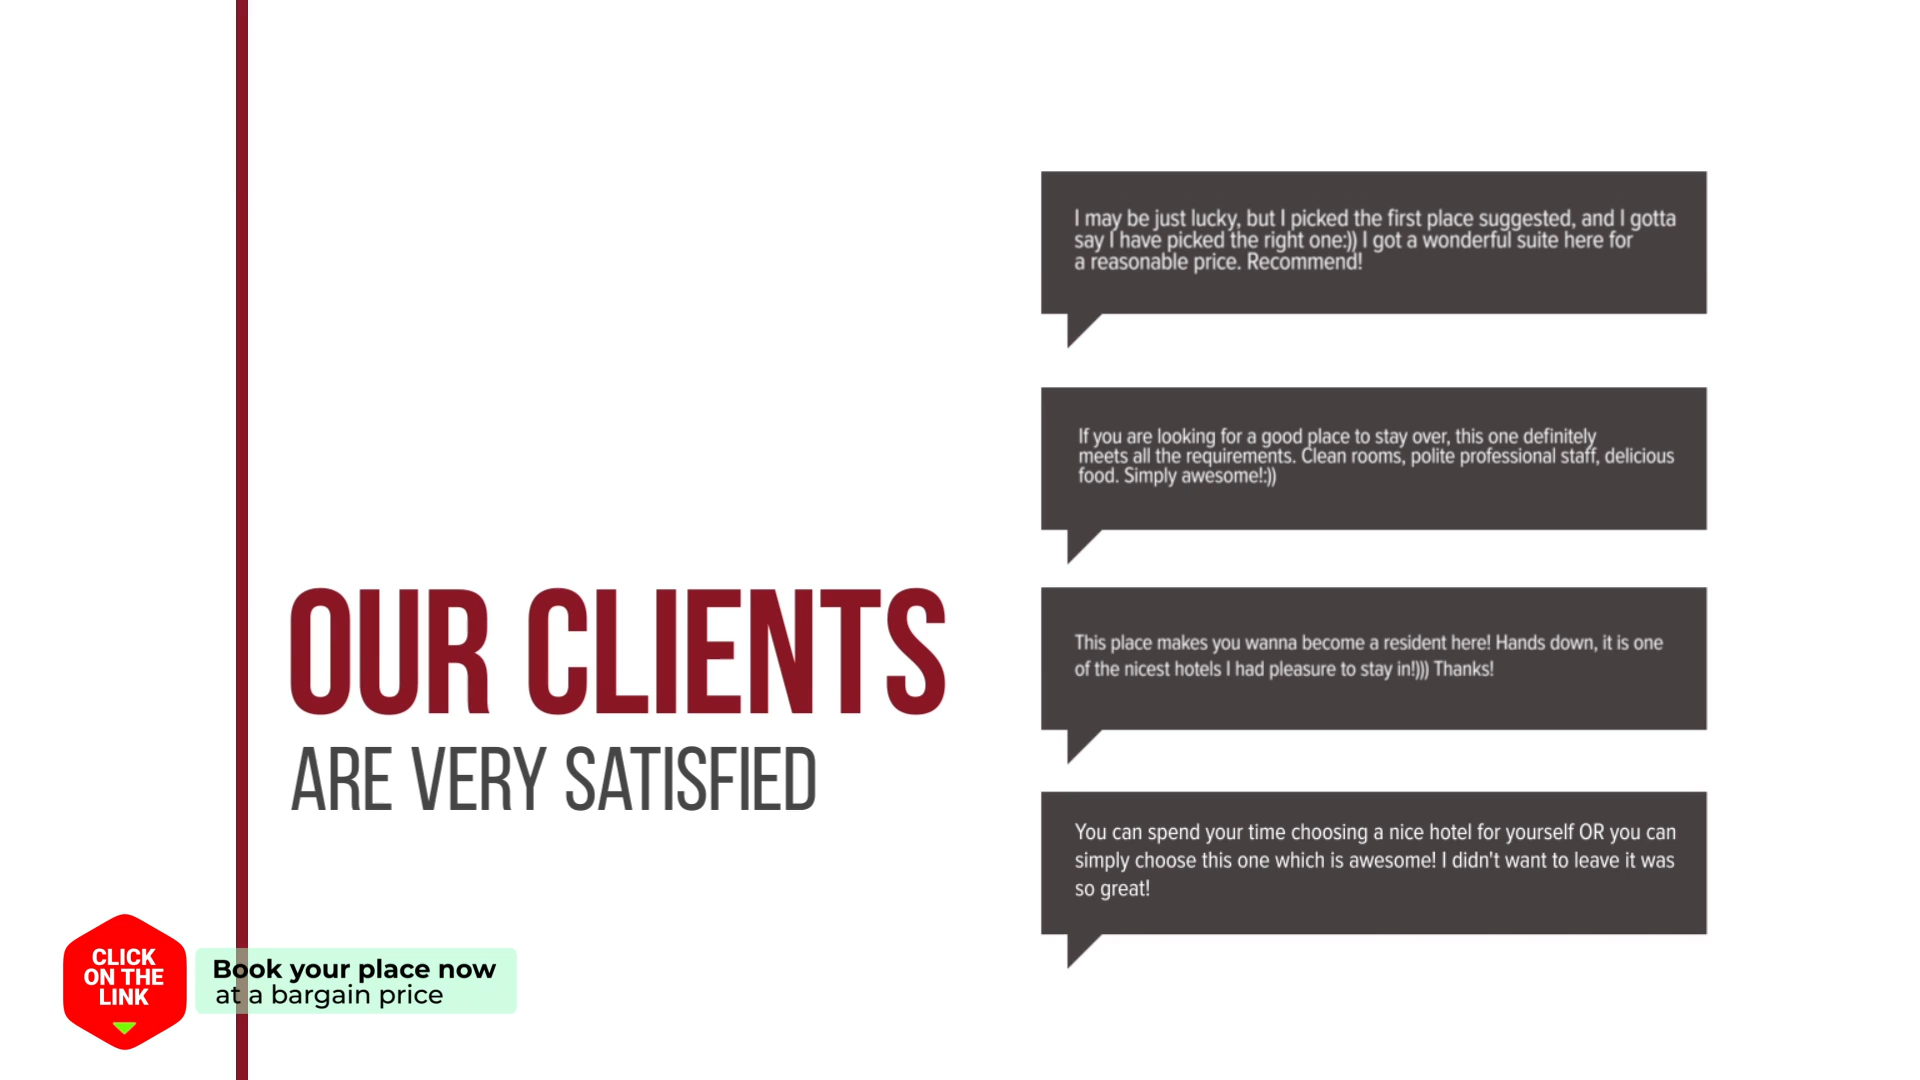 OUR CLIENTS
ARE VERY SATISFIED
I may be just lucky, but I picked the first place suggested, and I gotta
say I have picked the right one:)) I got a wonderful suite here for
a reasonable price. Recommend!
If you are looking for a good place to stay over, this one definitely
meets all the requirements. Clean rooms, polite professional staff, delicious
food. Simply awesome!:))
This place makes you wanna become a resident here! Hands down, it is one
of the nicest hotels I had pleasure to stay in!))) Thanks!
You can spend your time choosing a nice hotel for yourself OR you can
simply choose this one which is awesome! I didn't want to leave it was
so great!
CLICK
ON THE
LINK
Book your place now
at a bargain price